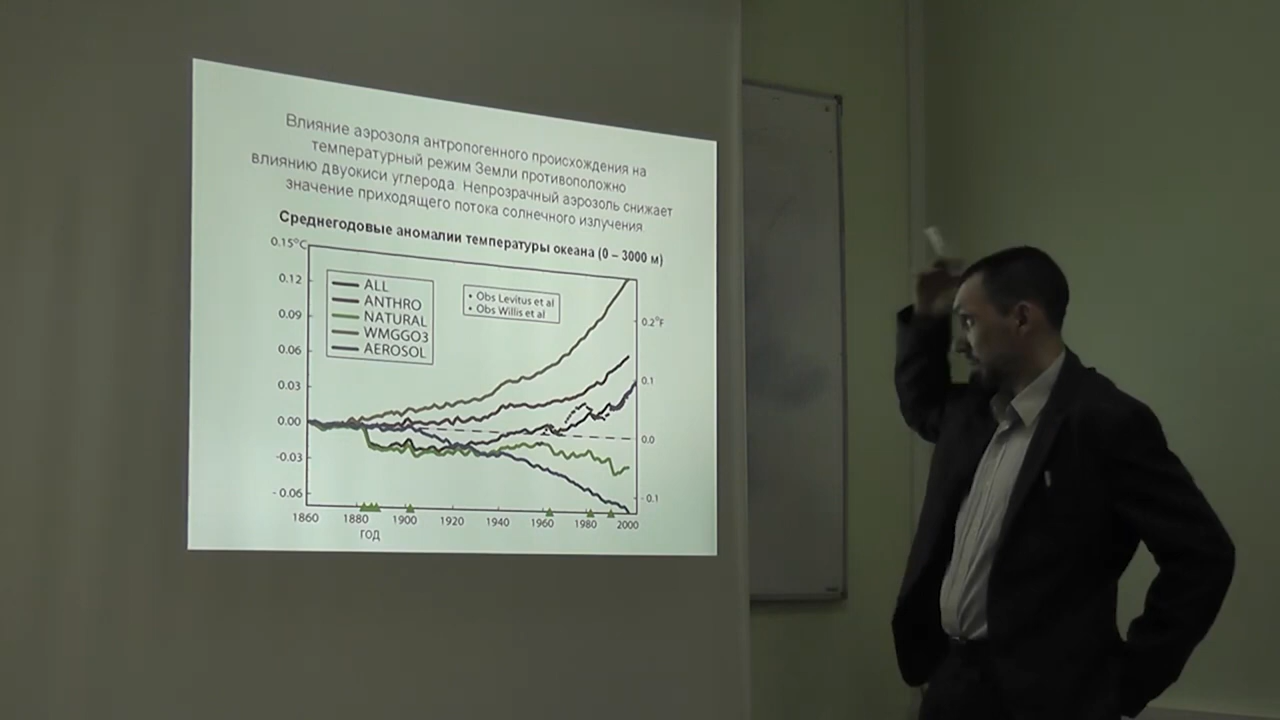 Влияние аэрозоля антропогенного происхождения на
температурный режим Земли противоположно
влиянию двуокиси углерода. Непрозрачный аэрозоль снижает
значение приходящего потока солнечного излучения.
Среднегодовые аномалии температуры океана (0 – 3000 м)
0.15°C
0.12
0.09
0.06
0.03
0.00
-0.03
- 0.06
ALL
ANTHRO
NATURAL
WMGGO3
AEROSOL
• Obs Levitus et al
• Obs Willis et al
0.2°F
0.1
0.0
- 0.1
1860 1880 1900 1920 1940 1960 1980 2000
год